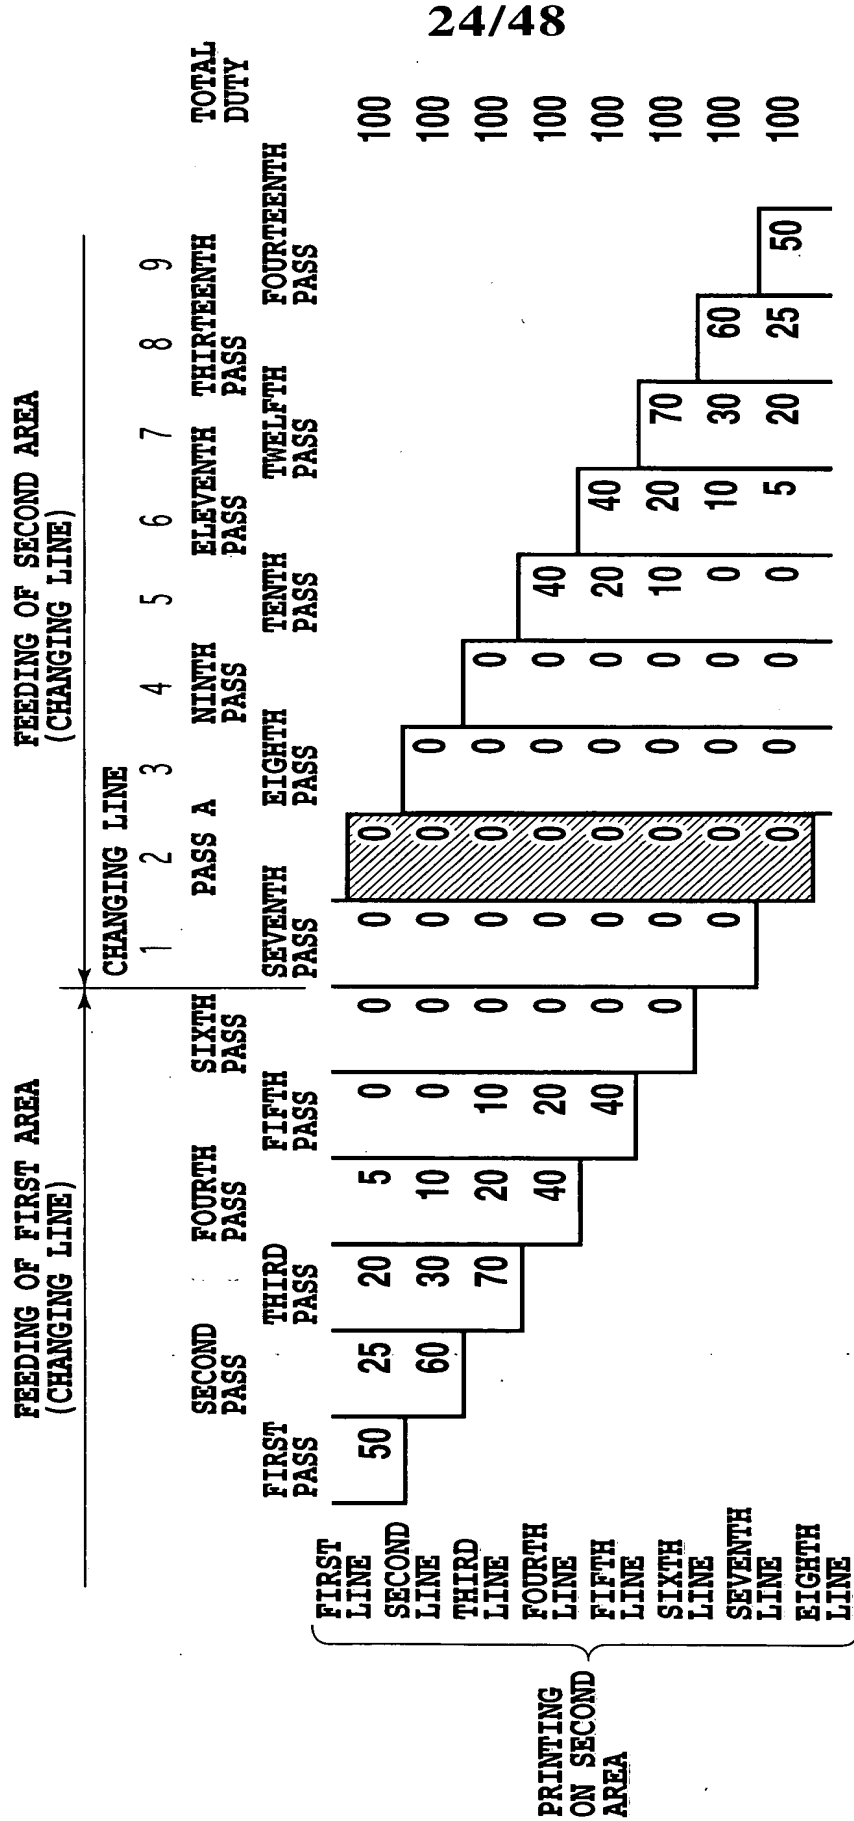 24/48
FEEDING OF FIRST AREA
(CHANGING LINE)
FEEDING OF SECOND AREA
(CHANGING LINE)
CHANGING LINE
1 2 3 4 5 6 7 8 9
SECOND
PASS
FOURTH
PASS
SIXTH
PASS
PASS A
NINTH
PASS
ELEVENTH
PASS
THIRTEENTH
PASS
TOTAL
DUTY
FIRST
PASS
THIRD
PASS
FIFTH
PASS
SEVENTH
PASS
EIGHTH
PASS
TENTH
PASS
TWELFTH
PASS
FOURTEENTH
PASS
PRINTING
ON SECOND
AREA
FIRST
LINE
50 25 20 5 0 0 0 0 100
SECOND
LINE
60 30 10 0 0 0 0 0 100
THIRD
LINE
70 20 10 0 0 0 0 0 100
FOURTH
LINE
40 20 0 0 0 0 0 40 100
FIFTH
LINE
40 0 0 0 0 0 20 40 100
SIXTH
LINE
0 0 0 0 0 10 20 70 100
SEVENTH
LINE
0 0 0 0 0 10 30 60 100
EIGHTH
LINE
0 0 0 0 5 20 25 50 100